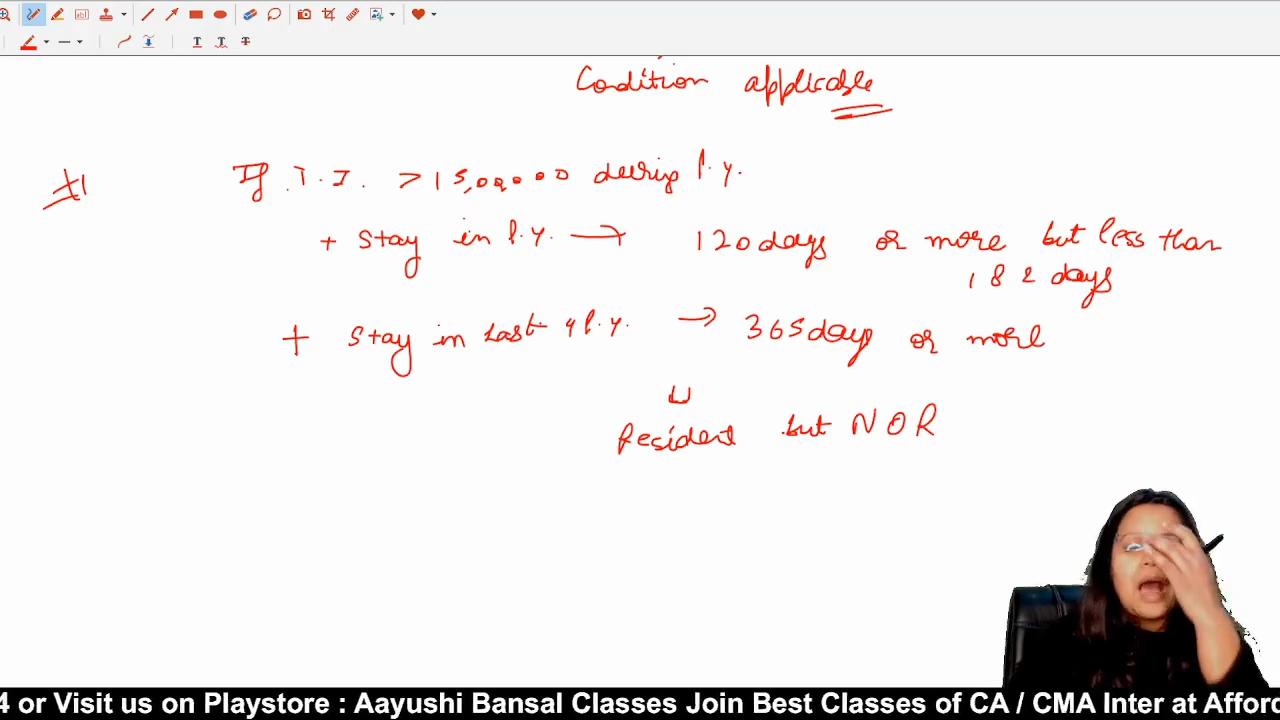 Condition applicable
If T.I. > 15,00,000 during P.Y.
+ Stay in P.Y. → 120 days or more but less than
182 days
+ Stay in Last 4 P.Y. → 365 days or more
Resident but NOR
4 or Visit us on Playstore : Aayushi Bansal Classes Join Best Classes of CA / CMA Inter at Afford